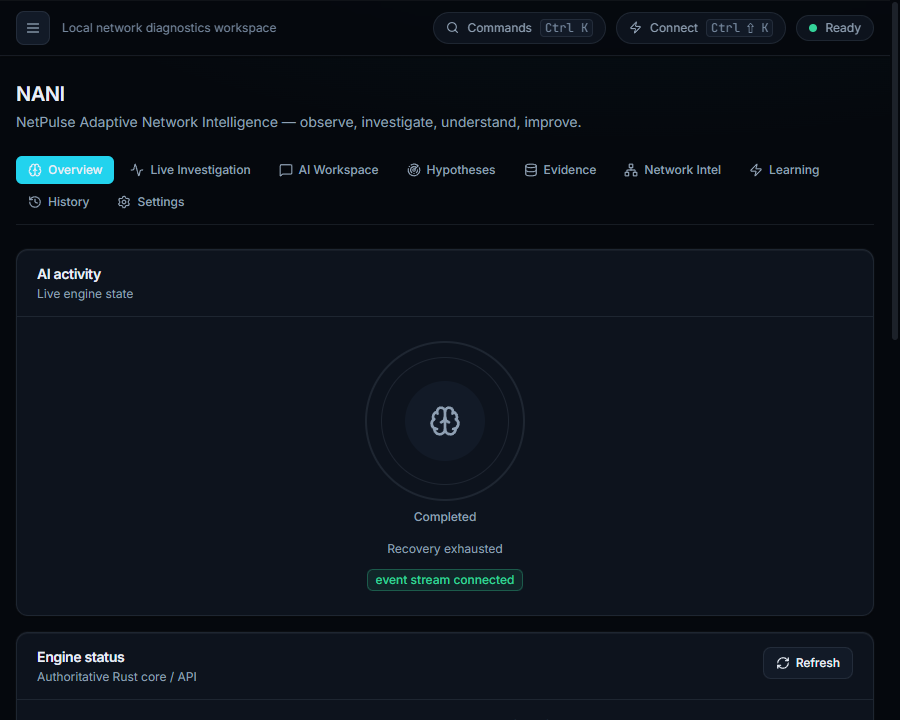 Local network diagnostics workspace
Commands Ctrl K
Connect Ctrl ⇧ K
Ready
NANI
NetPulse Adaptive Network Intelligence — observe, investigate, understand, improve.
Overview Live Investigation AI Workspace Hypotheses Evidence Network Intel Learning
History Settings
AI activity
Live engine state
Completed
Recovery exhausted
event stream connected
Engine status
Authoritative Rust core / API
Refresh